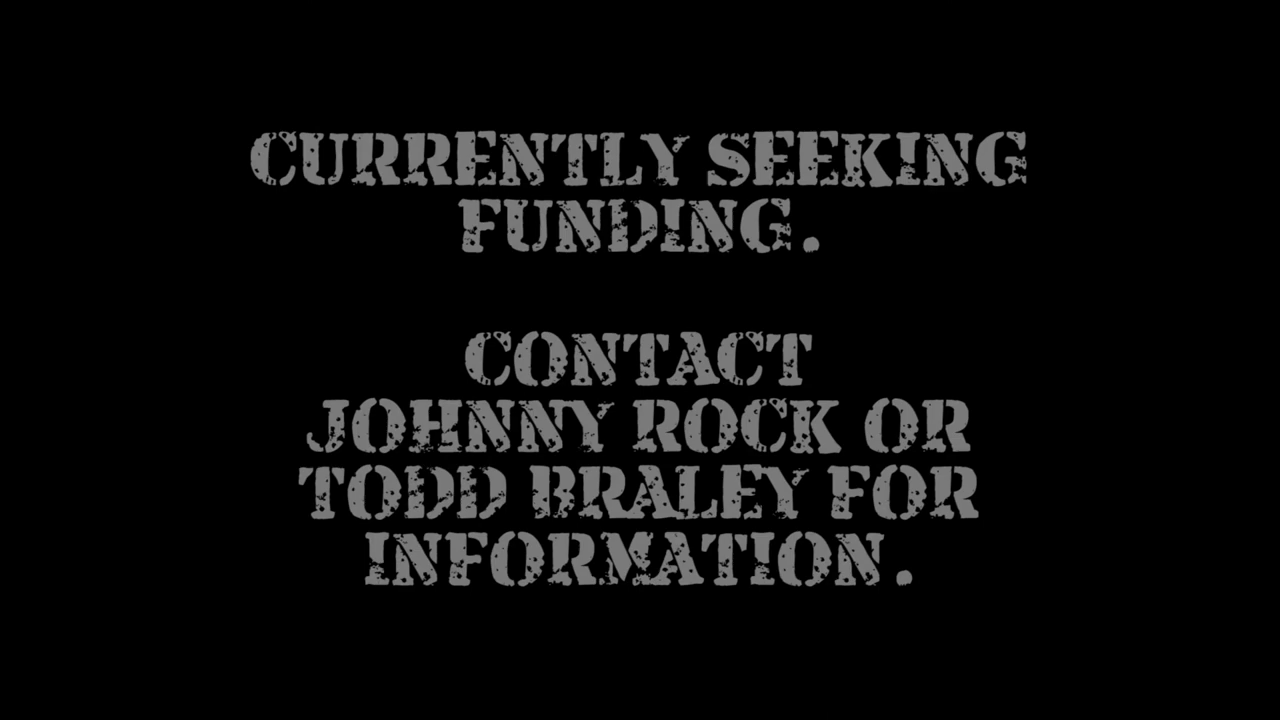 CURRENTLY SEEKING
FUNDING.
CONTACT
JOHNNY ROCK OR
TODD BRALEY FOR
INFORMATION.